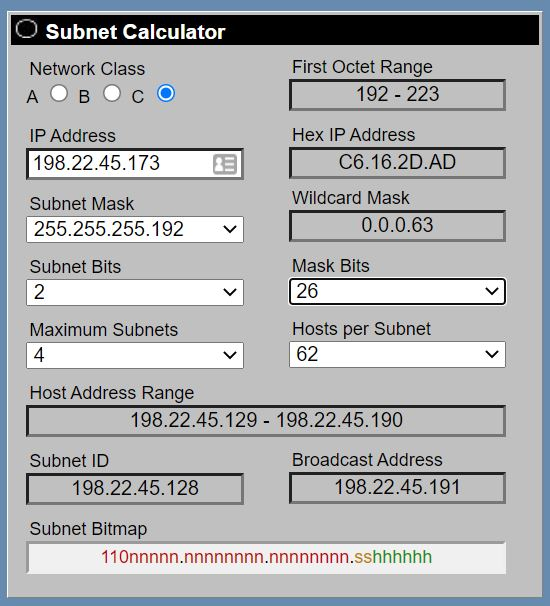 Subnet Calculator
Network Class
First Octet Range
A B C
192 - 223
IP Address
Hex IP Address
198.22.45.173
C6.16.2D.AD
Subnet Mask
Wildcard Mask
255.255.255.192
0.0.0.63
Subnet Bits
Mask Bits
2
26
Maximum Subnets
Hosts per Subnet
4
62
Host Address Range
198.22.45.129 - 198.22.45.190
Subnet ID
Broadcast Address
198.22.45.128
198.22.45.191
Subnet Bitmap
110nnnnn.nnnnnnnn.nnnnnnnn.sshhhhhh